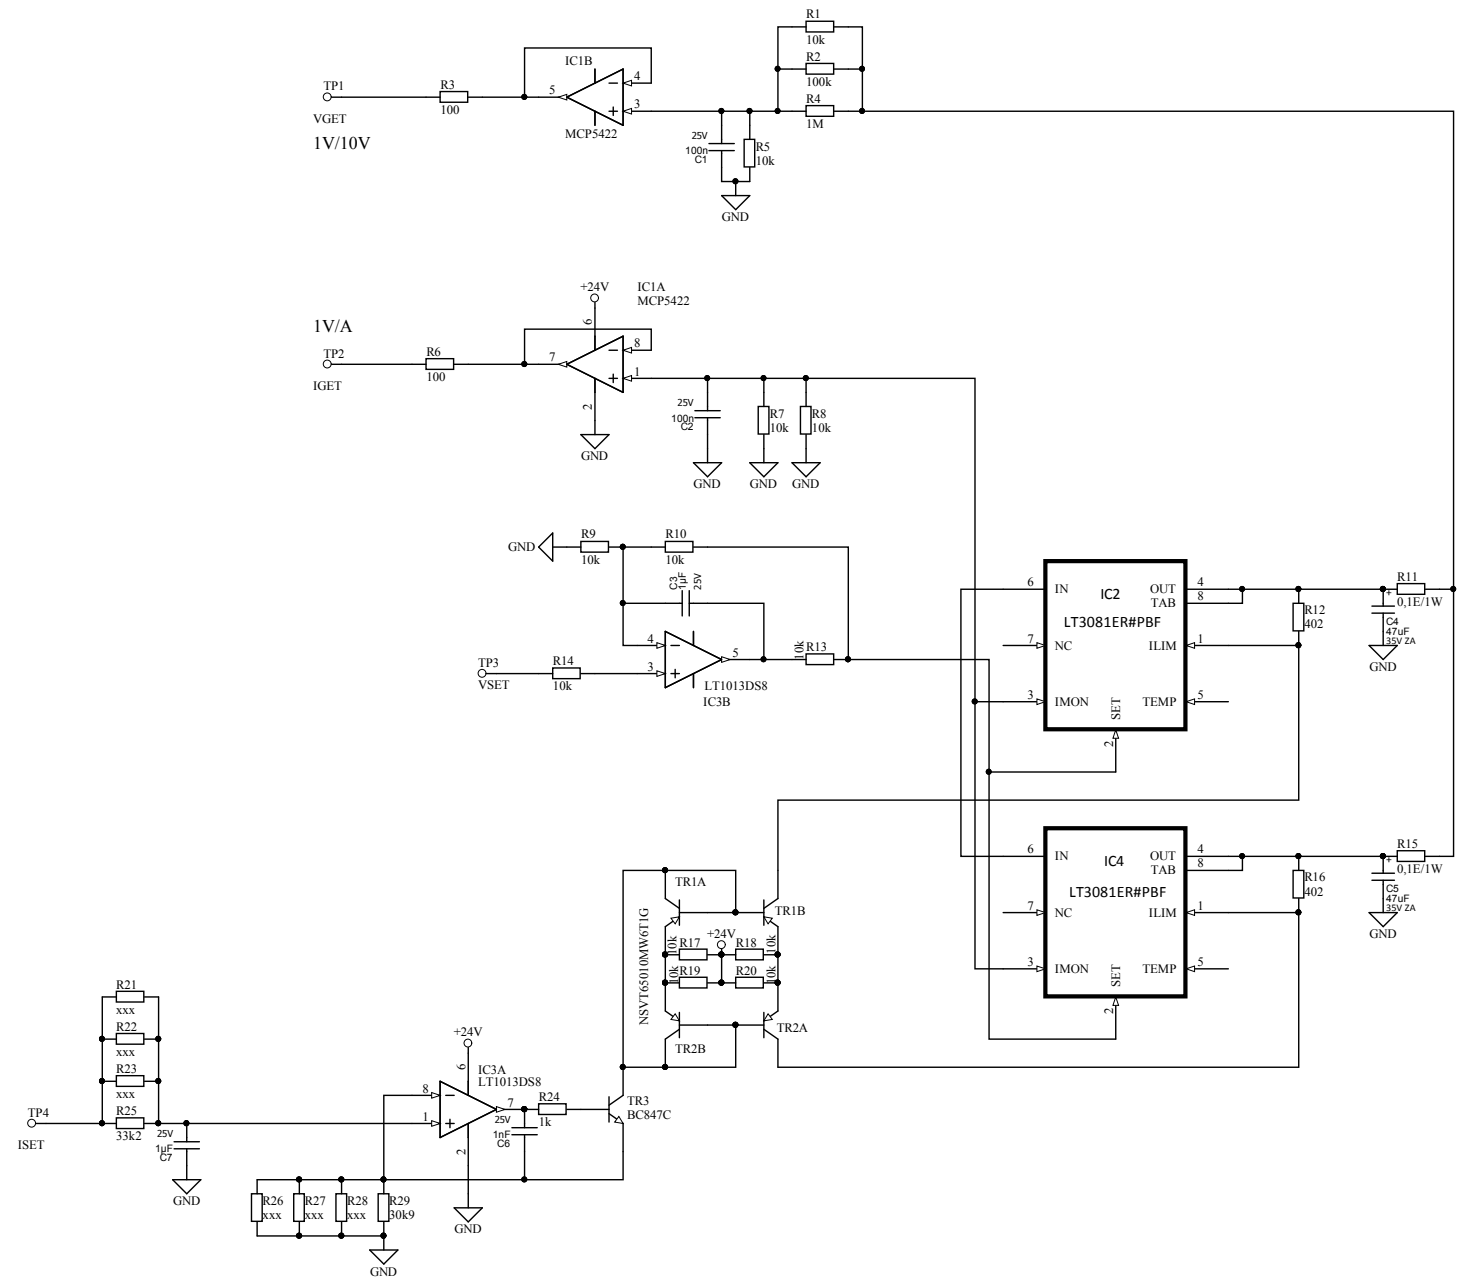 R1
10k
R2
100k
R4
1M
IC1B
4
5
3
MCP5422
TP1
R3
100
VGET
1V/10V
25V
100n
C1
R5
10k
GND
+24V
IC1A
MCP5422
6
1V/A
TP2
R6
100
IGET
8
7
1
2
GND
25V
100n
C2
R7
10k
R8
10k
GND
GND
GND
GND
R9
10k
R10
10k
C3
1µF
25V
4
5
3
TP3
VSET
R14
10k
LT1013DS8
IC3B
10k
R13
6
IN
IC2
OUT
4
TAB
8
LT3081ER#PBF
7
NC
ILIM
1
3
IMON
TEMP
5
SET
2
R12
402
R11
0,1E/1W
+
C4
47uF
35V ZA
GND
6
IN
IC4
OUT
4
TAB
8
LT3081ER#PBF
7
NC
ILIM
1
3
IMON
TEMP
5
SET
2
R16
402
R15
0,1E/1W
+
C5
47uF
35V ZA
GND
TR1A
TR1B
NSVT65010MW6T1G
10k
R17
+24V
R18
10k
10k
R19
R20
10k
TR2B
TR2A
R21
xxx
R22
xxx
R23
xxx
R25
33k2
TP4
ISET
25V
1µF
C7
GND
+24V
6
IC3A
LT1013DS8
8
7
1
2
GND
R24
1k
25V
1nF
C6
TR3
BC847C
R26
xxx
R27
xxx
R28
xxx
R29
30k9
GND